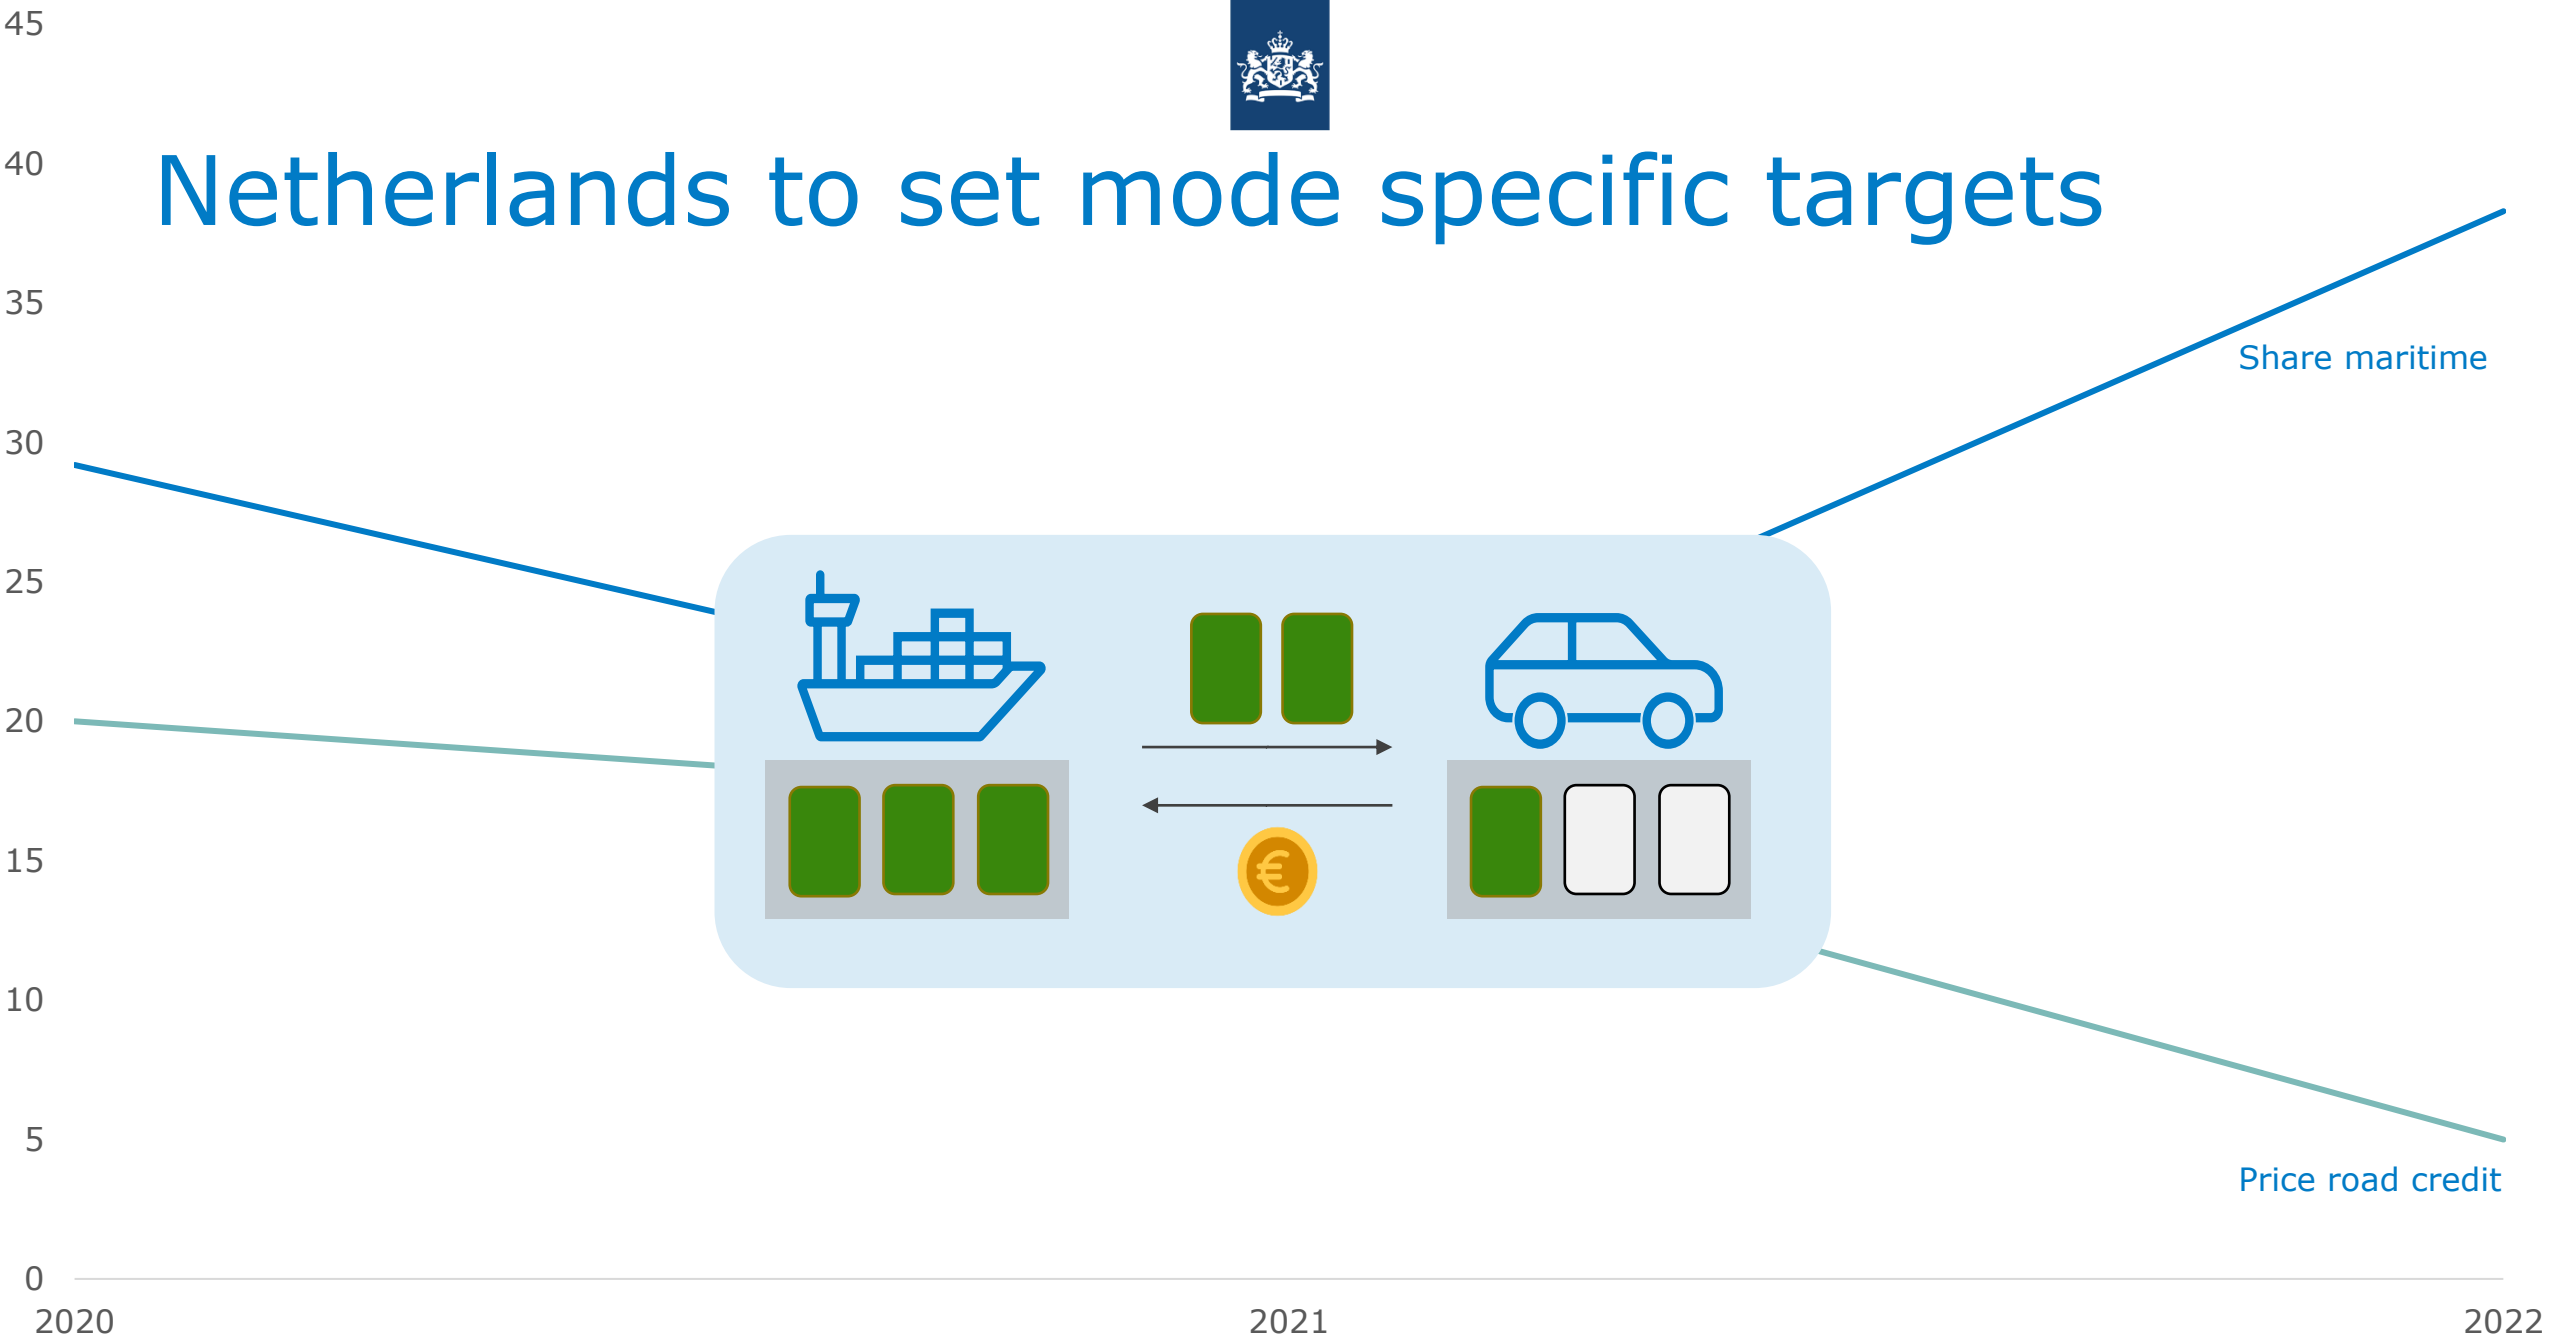 45
40
Netherlands to set mode specific targets
35
Share maritime
30
25
20
15
€
10
5
Price road credit
0
2020 2021 2022